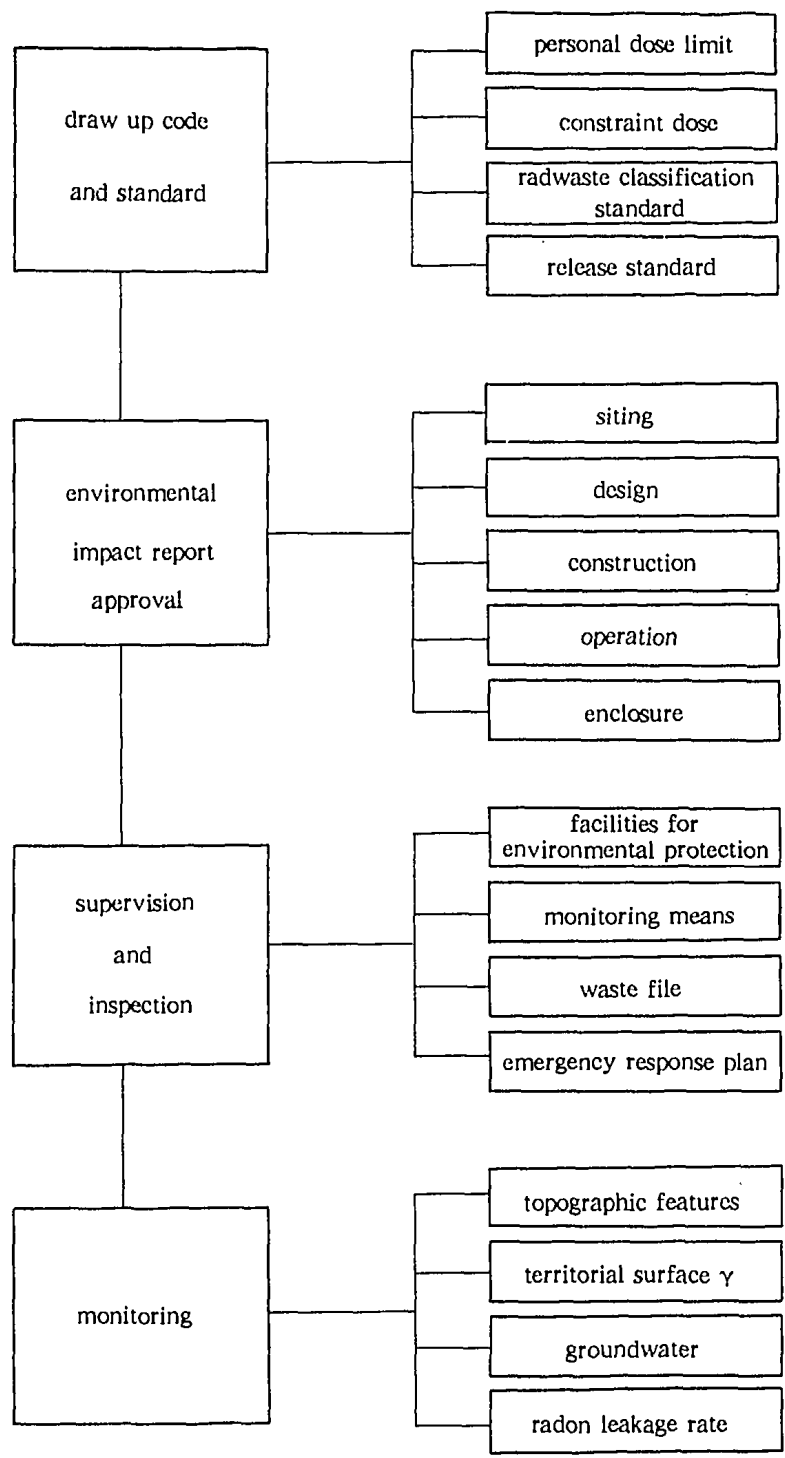 draw up code
and standard
personal dose limit
constraint dose
radwaste classification
standard
release standard
environmental
impact report
approval
siting
design
construction
operation
enclosure
supervision
and
inspection
facilities for
environmental protection
monitoring means
waste file
emergency response plan
monitoring
topographic features
territorial surface γ
groundwater
radon leakage rate